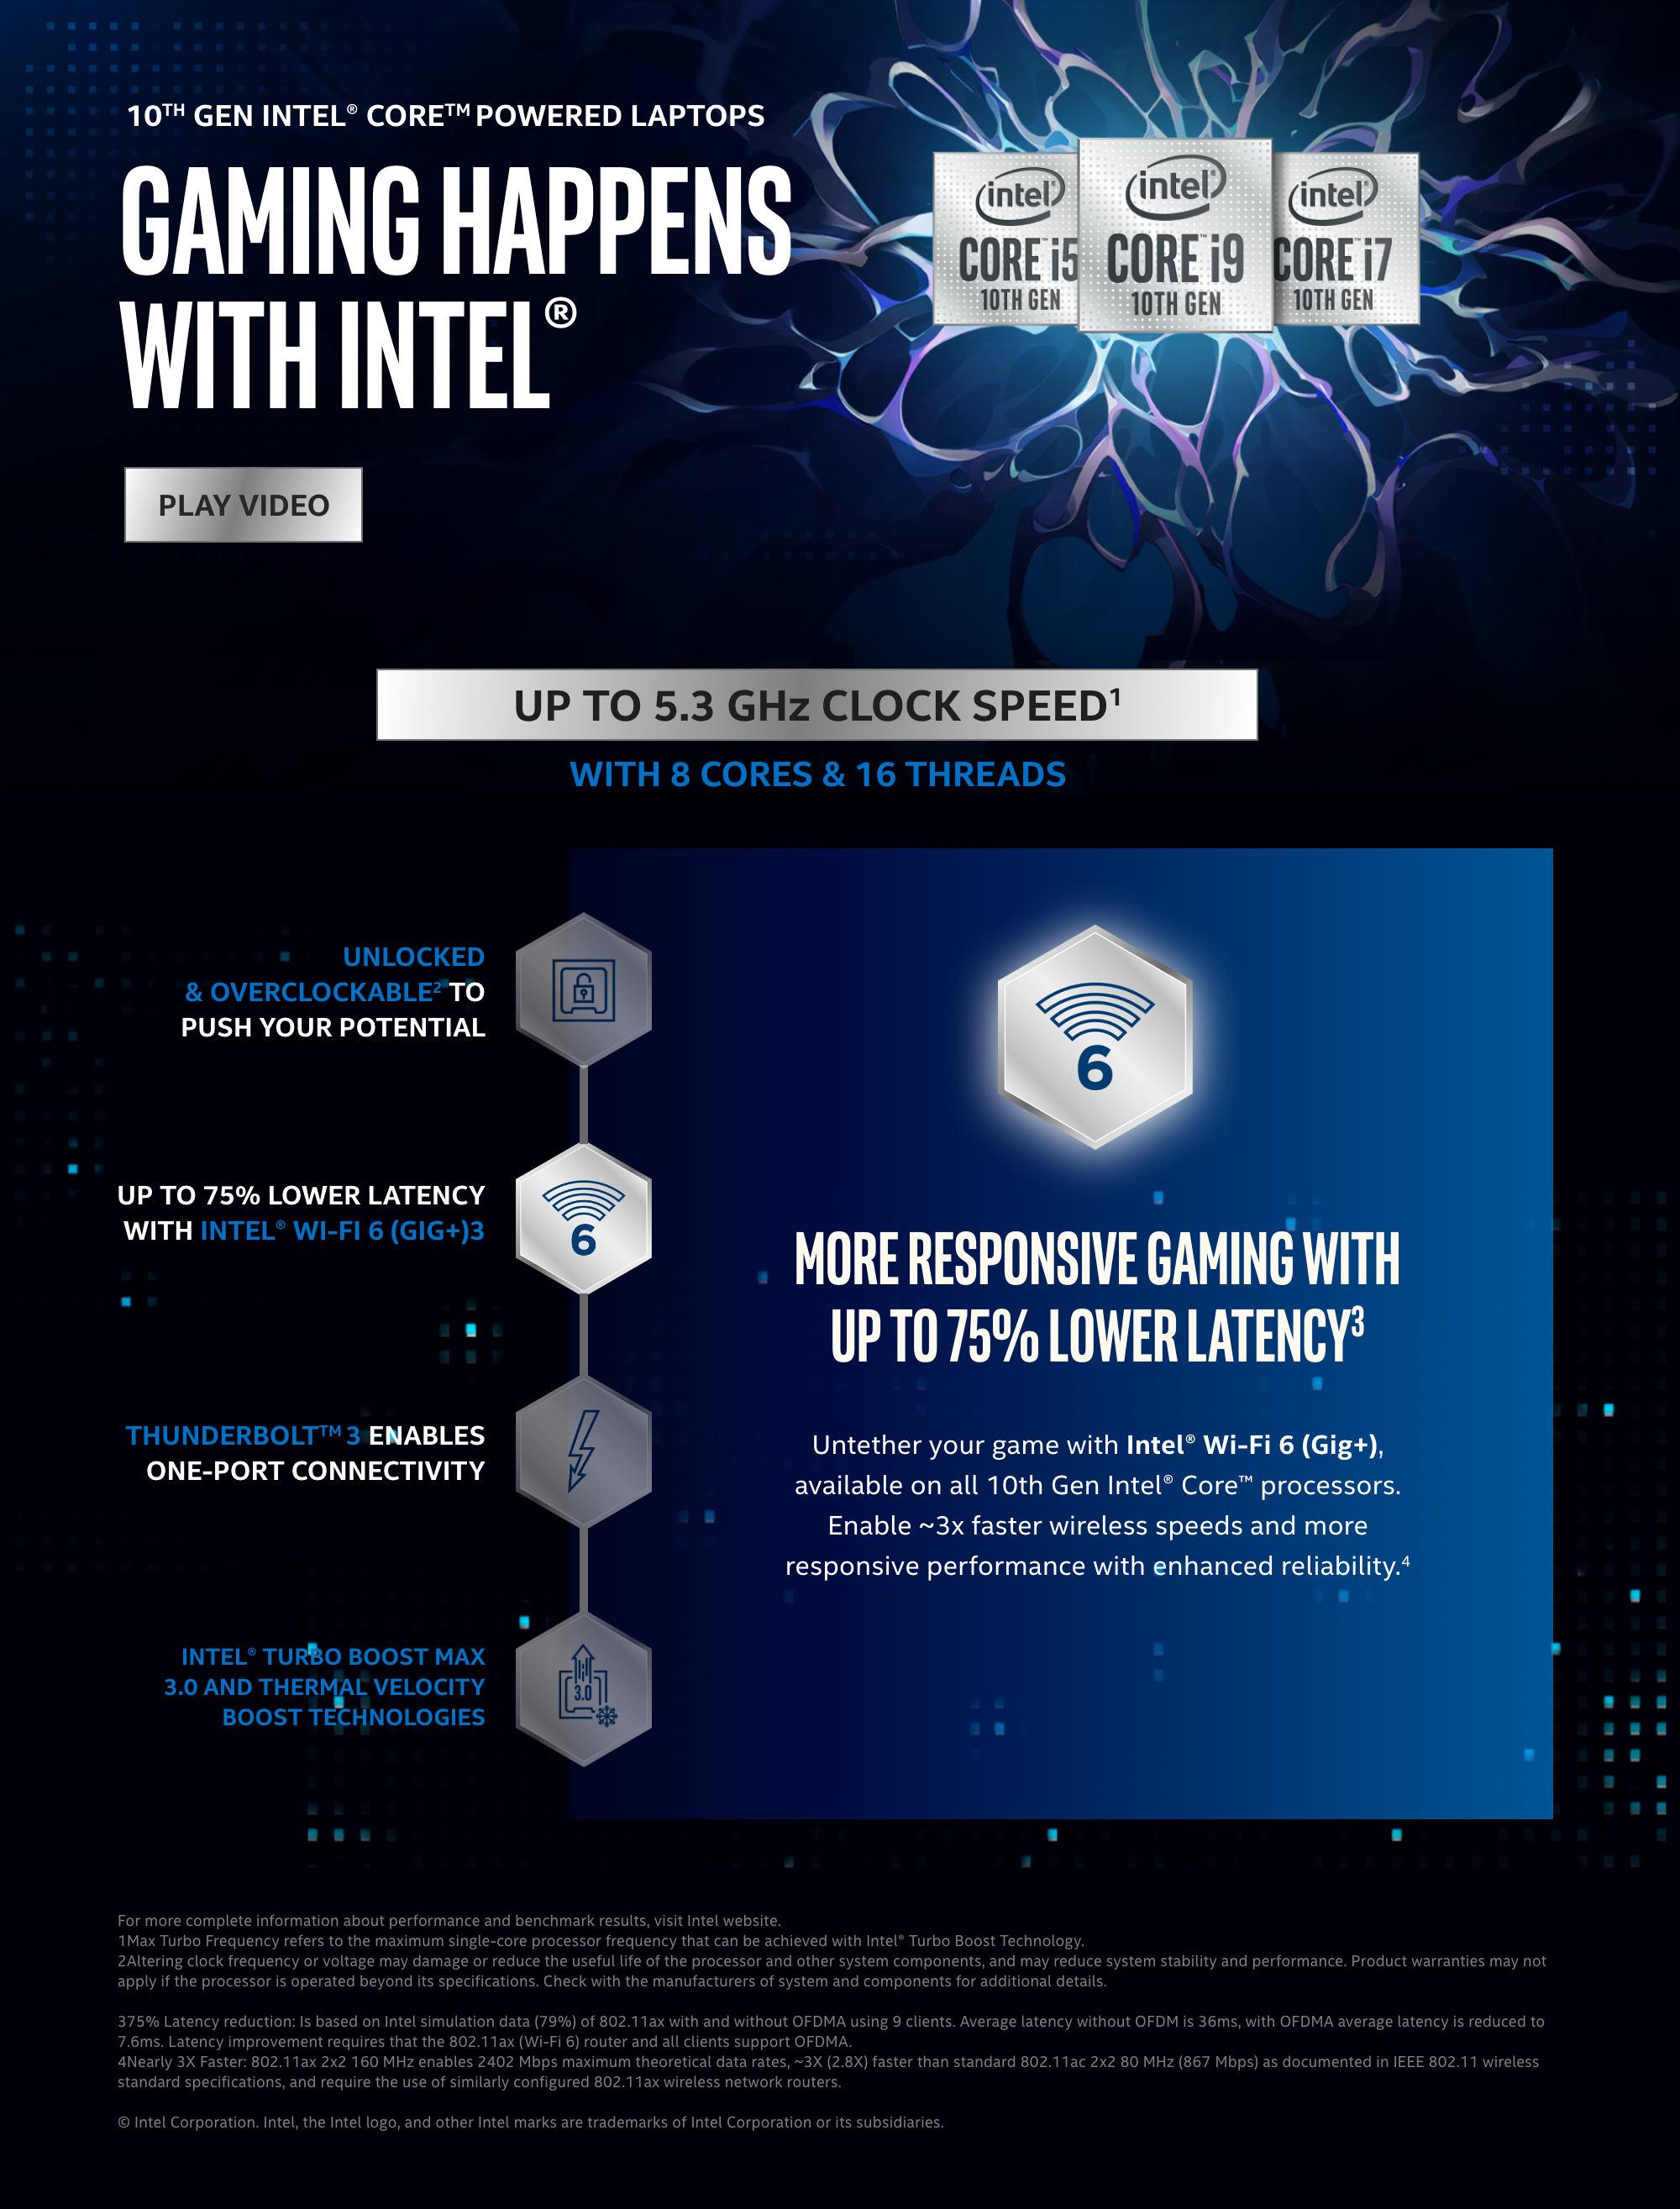 10TH GEN INTEL® CORE™ POWERED LAPTOPS
GAMING HAPPENS
WITH INTEL®
intel®
CORE™ i5
10TH GEN
intel®
CORE™ i9
10TH GEN
intel®
CORE™ i7
10TH GEN
PLAY VIDEO
UP TO 5.3 GHz CLOCK SPEED1
WITH 8 CORES & 16 THREADS
UNLOCKED
& OVERCLOCKABLE2 TO
PUSH YOUR POTENTIAL
UP TO 75% LOWER LATENCY
WITH INTEL® WI-FI 6 (GIG+)3
6
THUNDERBOLT™ 3 ENABLES
ONE-PORT CONNECTIVITY
INTEL® TURBO BOOST MAX
3.0 AND THERMAL VELOCITY
BOOST TECHNOLOGIES
3.0
6
MORE RESPONSIVE GAMING WITH
UP TO 75% LOWER LATENCY3
Untether your game with Intel® Wi-Fi 6 (Gig+),
available on all 10th Gen Intel® Core™ processors.
Enable ~3x faster wireless speeds and more
responsive performance with enhanced reliability.4
For more complete information about performance and benchmark results, visit Intel website.
1Max Turbo Frequency refers to the maximum single-core processor frequency that can be achieved with Intel® Turbo Boost Technology.
2Altering clock frequency or voltage may damage or reduce the useful life of the processor and other system components, and may reduce system stability and performance. Product warranties may not
apply if the processor is operated beyond its specifications. Check with the manufacturers of system and components for additional details.
375% Latency reduction: Is based on Intel simulation data (79%) of 802.11ax with and without OFDMA using 9 clients. Average latency without OFDM is 36ms, with OFDMA average latency is reduced to
7.6ms. Latency improvement requires that the 802.11ax (Wi-Fi 6) router and all clients support OFDMA.
4Nearly 3X Faster: 802.11ax 2x2 160 MHz enables 2402 Mbps maximum theoretical data rates, ~3X (2.8X) faster than standard 802.11ac 2x2 80 MHz (867 Mbps) as documented in IEEE 802.11 wireless
standard specifications, and require the use of similarly configured 802.11ax wireless network routers.
© Intel Corporation. Intel, the Intel logo, and other Intel marks are trademarks of Intel Corporation or its subsidiaries.